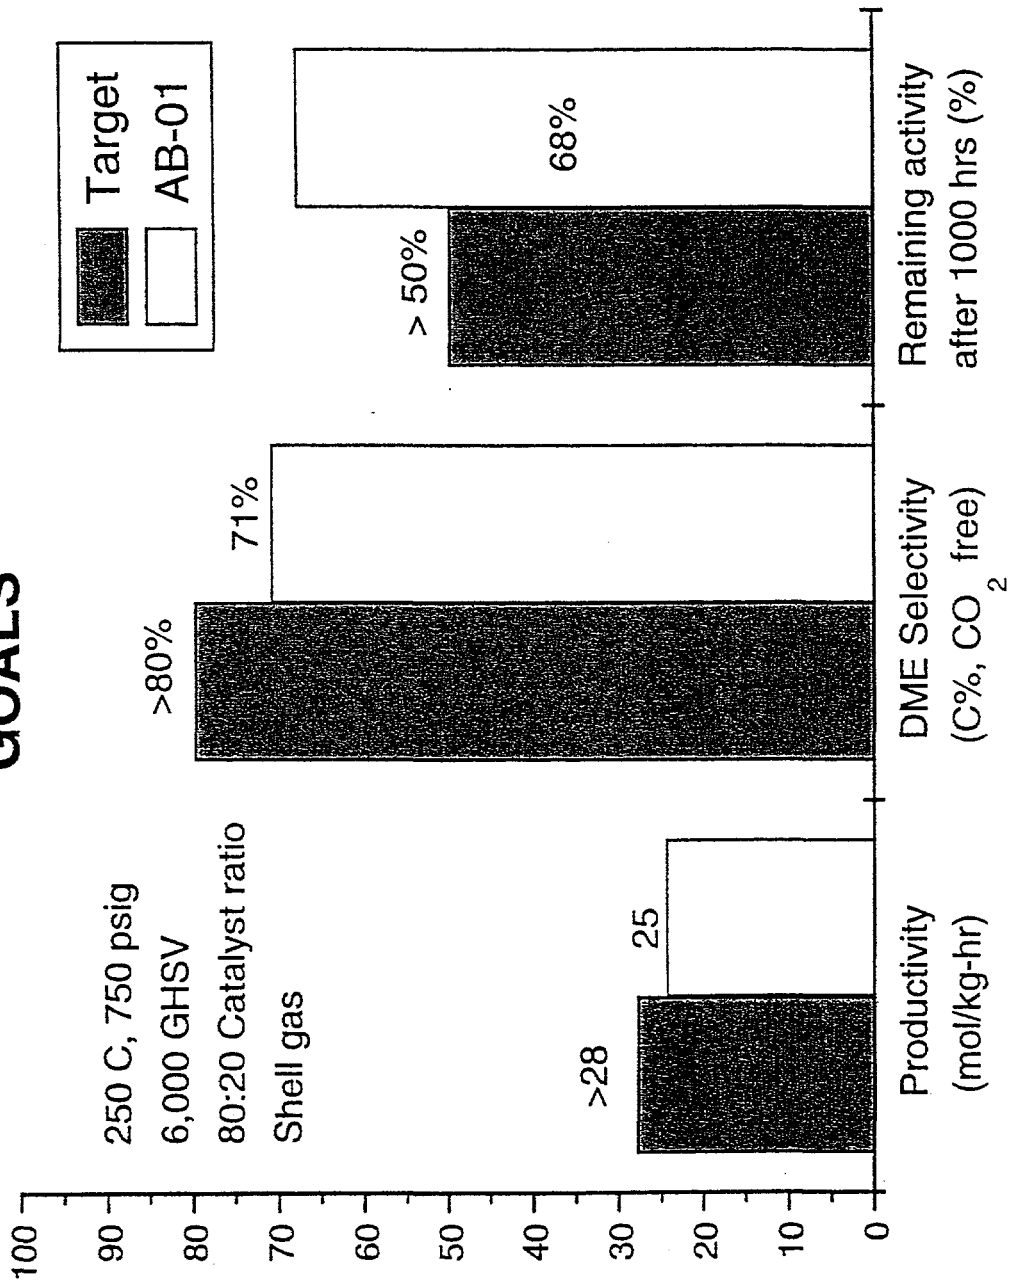 GOALS
250 C, 750 psig
6,000 GHSV
80:20 Catalyst ratio
Shell gas
Target
AB-01
100
90
80
70
60
50
40
30
20
10
0
>28
25
>80%
71%
> 50%
68%
Productivity
(mol/kg-hr)
DME Selectivity
(C%, CO2 free)
Remaining activity
after 1000 hrs (%)